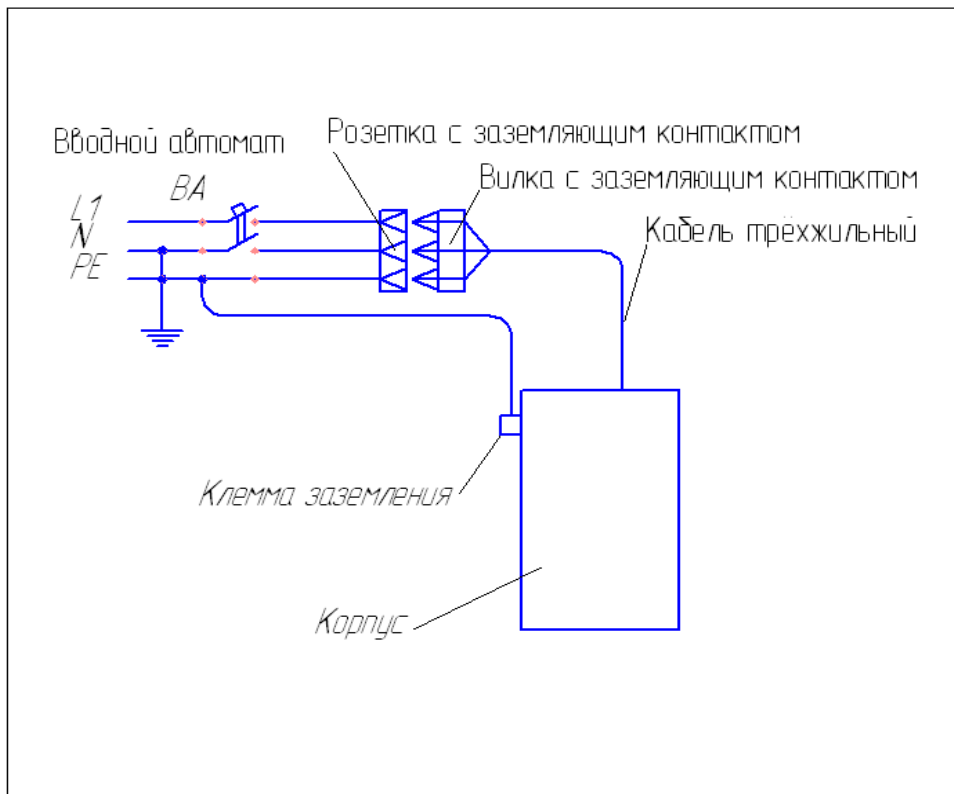 Вводной автомат
Розетка с заземляющим контактом
Вилка с заземляющим контактом
ВА
L1
N
PE
Кабель трёхжильный
Клемма заземления
Корпус